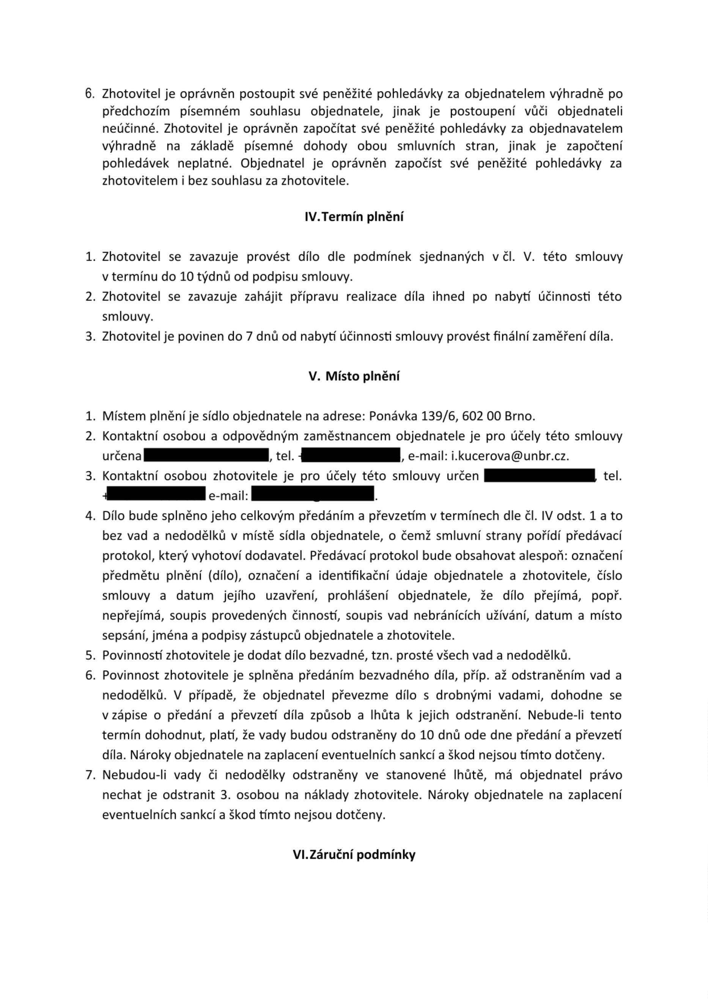 6. Zhotovitel je oprávněn postoupit své peněžité pohledávky za objednatelem výhradně po
předchozím písemném souhlasu objednatele, jinak je postoupení vůči objednateli
neúčinné. Zhotovitel je oprávněn započítat své peněžité pohledávky za objednavatelem
výhradně na základě písemné dohody obou smluvních stran, jinak je započtení
pohledávek neplatné. Objednatel je oprávněn započíst své peněžité pohledávky za
zhotovitelem i bez souhlasu za zhotovitele.
IV. Termín plnění
1. Zhotovitel se zavazuje provést dílo dle podmínek sjednaných v čl. V. této smlouvy
v termínu do 10 týdnů od podpisu smlouvy.
2. Zhotovitel se zavazuje zahájit přípravu realizace díla ihned po nabytí účinnosti této
smlouvy.
3. Zhotovitel je povinen do 7 dnů od nabytí účinnosti smlouvy provést finální zaměření díla.
V. Místo plnění
1. Místem plnění je sídlo objednatele na adrese: Ponávka 139/6, 602 00 Brno.
2. Kontaktní osobou a odpovědným zaměstnancem objednatele je pro účely této smlouvy
určena , tel. + , e-mail: i.kucerova@unbr.cz.
3. Kontaktní osobou zhotovitele je pro účely této smlouvy určen , tel.
+ e-mail: .
4. Dílo bude splněno jeho celkovým předáním a převzetím v termínech dle čl. IV odst. 1 a to
bez vad a nedodělků v místě sídla objednatele, o čemž smluvní strany pořídí předávací
protokol, který vyhotoví dodavatel. Předávací protokol bude obsahovat alespoň: označení
předmětu plnění (dílo), označení a identifikační údaje objednatele a zhotovitele, číslo
smlouvy a datum jejího uzavření, prohlášení objednatele, že dílo přejímá, popř.
nepřejímá, soupis provedených činností, soupis vad nebránících užívání, datum a místo
sepsání, jména a podpisy zástupců objednatele a zhotovitele.
5. Povinností zhotovitele je dodat dílo bezvadné, tzn. prosté všech vad a nedodělků.
6. Povinnost zhotovitele je splněna předáním bezvadného díla, příp. až odstraněním vad a
nedodělků. V případě, že objednatel převezme dílo s drobnými vadami, dohodne se
v zápise o předání a převzetí díla způsob a lhůta k jejich odstranění. Nebude-li tento
termín dohodnut, platí, že vady budou odstraněny do 10 dnů ode dne předání a převzetí
díla. Nároky objednatele na zaplacení eventuelních sankcí a škod nejsou tímto dotčeny.
7. Nebudou-li vady či nedodělky odstraněny ve stanovené lhůtě, má objednatel právo
nechat je odstranit 3. osobou na náklady zhotovitele. Nároky objednatele na zaplacení
eventuelních sankcí a škod tímto nejsou dotčeny.
VI. Záruční podmínky